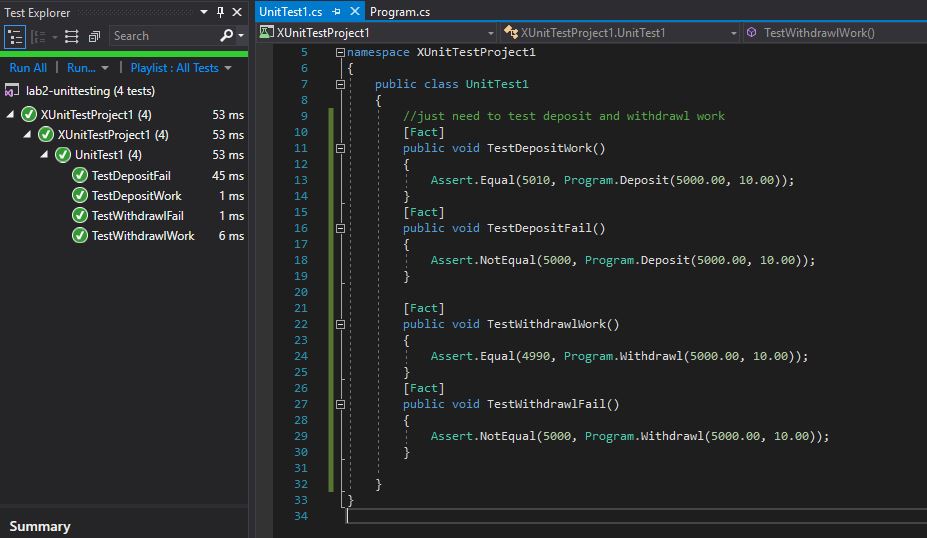 Test Explorer
Search
Run All | Run... | Playlist : All Tests
lab2-unittesting (4 tests)
XUnitTestProject1 (4) 53 ms
XUnitTestProject1 (4) 53 ms
UnitTest1 (4) 53 ms
TestDepositFail 45 ms
TestDepositWork 1 ms
TestWithdrawlFail 1 ms
TestWithdrawlWork 6 ms
Summary
UnitTest1.cs Program.cs
XUnitTestProject1 XUnitTestProject1.UnitTest1 TestWithdrawlWork()
5 namespace XUnitTestProject1
6 {
7 public class UnitTest1
8 {
9 //just need to test deposit and withdrawl work
10 [Fact]
11 public void TestDepositWork()
12 {
13 Assert.Equal(5010, Program.Deposit(5000.00, 10.00));
14 }
15 [Fact]
16 public void TestDepositFail()
17 {
18 Assert.NotEqual(5000, Program.Deposit(5000.00, 10.00));
19 }
20
21 [Fact]
22 public void TestWithdrawlWork()
23 {
24 Assert.Equal(4990, Program.Withdrawl(5000.00, 10.00));
25 }
26 [Fact]
27 public void TestWithdrawlFail()
28 {
29 Assert.NotEqual(5000, Program.Withdrawl(5000.00, 10.00));
30 }
31
32 }
33 }
34